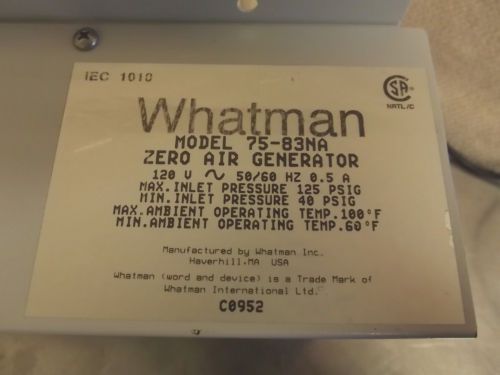 IEC 1010
CSA
NRTL/C
Whatman
MODEL 75-83NA
ZERO AIR GENERATOR
120 V ~ 50/60 HZ 0.5 A
MAX.INLET PRESSURE 125 PSIG
MIN.INLET PRESSURE 40 PSIG
MAX.AMBIENT OPERATING TEMP.100°F
MIN.AMBIENT OPERATING TEMP.60°F
Manufactured by Whatman Inc.
Haverhill,MA USA
Whatman (word and device) is a Trade Mark of
Whatman International Ltd.
C0952